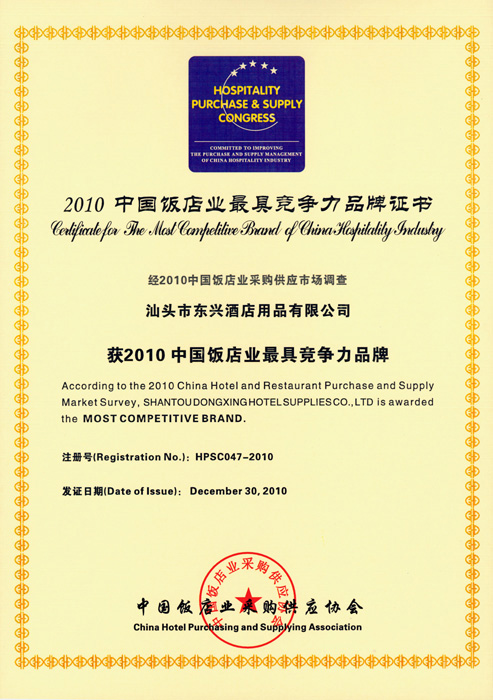 HOSPITALITY
PURCHASE & SUPPLY
CONGRESS
COMMITTED TO IMPROVING
THE PURCHASE AND SUPPLY MANAGEMENT
OF CHINA HOSPITALITY INDUSTRY
2010 中国饭店业最具竞争力品牌证书
Certificate for The Most Competitive Brand of China Hospitality Industry
经2010中国饭店业采购供应市场调查
汕头市东兴酒店用品有限公司
获2010 中国饭店业最具竞争力品牌
According to the 2010 China Hotel and Restaurant Purchase and Supply
Market Survey, SHANTOU DONGXING HOTEL SUPPLIES CO., LTD is awarded
the MOST COMPETITIVE BRAND.
注册号(Registration No.): HPSC047-2010
发证日期(Date of Issue): December 30, 2010
中国饭店业采购供应协会
中国饭店业采购供应协会
China Hotel Purchasing and Supplying Association